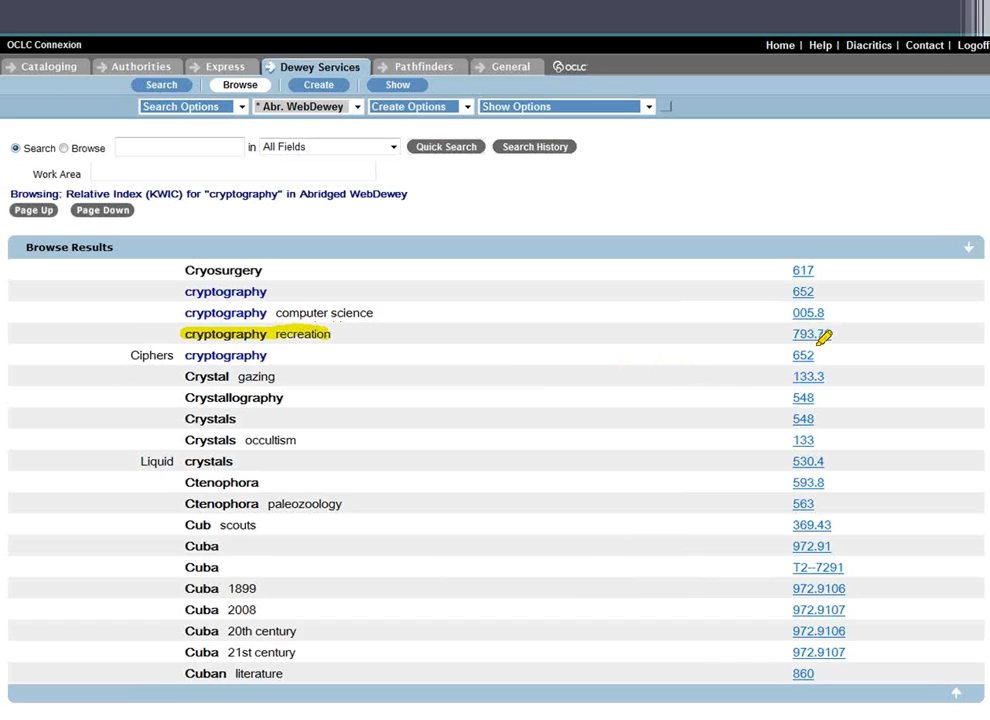 OCLC Connexion
Home | Help | Diacritics | Contact | Logoff
Cataloging Authorities Express Dewey Services Pathfinders General OCLC
Search | Browse | Create | Show
Search Options * Abr. WebDewey Create Options Show Options
Search Browse in All Fields Quick Search Search History
Work Area
Browsing: Relative Index (KWIC) for "cryptography" in Abridged WebDewey
Page Up Page Down
Browse Results
Cryosurgery 617
cryptography 652
cryptography computer science 005.8
cryptography recreation
Ciphers cryptography 652
Crystal gazing 133.3
Crystallography 548
Crystals 548
Crystals occultism 133
Liquid crystals 530.4
Ctenophora 593.8
Ctenophora paleozoology 563
Cub scouts 369.43
Cuba 972.91
Cuba T2--7291
Cuba 1899 972.9106
Cuba 2008 972.9107
Cuba 20th century 972.9106
Cuba 21st century 972.9107
Cuban literature 860